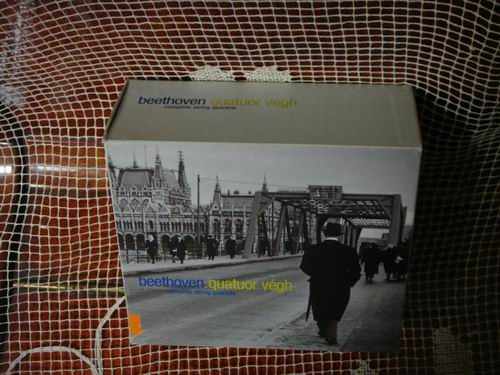 beethoven quatuor végh
complete string quartets
beethoven quatuor végh
complete string quartets